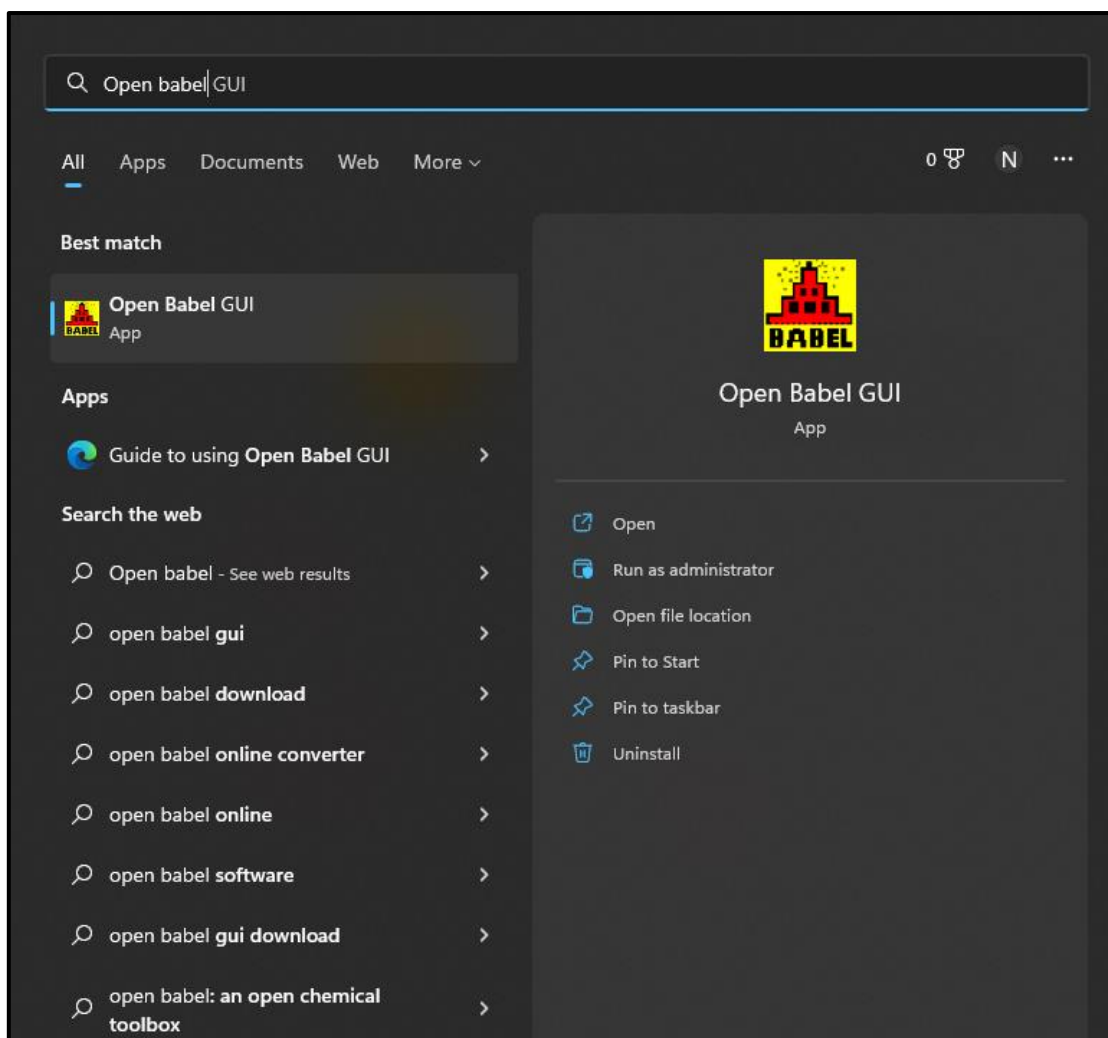 Open babel GUI
All Apps Documents Web More
0 N ...
Best match
Open Babel GUI
App
BABEL
Apps
Guide to using Open Babel GUI
Search the web
Open babel - See web results
open babel gui
open babel download
open babel online converter
open babel online
open babel software
open babel gui download
open babel: an open chemical
toolbox
BABEL
Open Babel GUI
App
Open
Run as administrator
Open file location
Pin to Start
Pin to taskbar
Uninstall